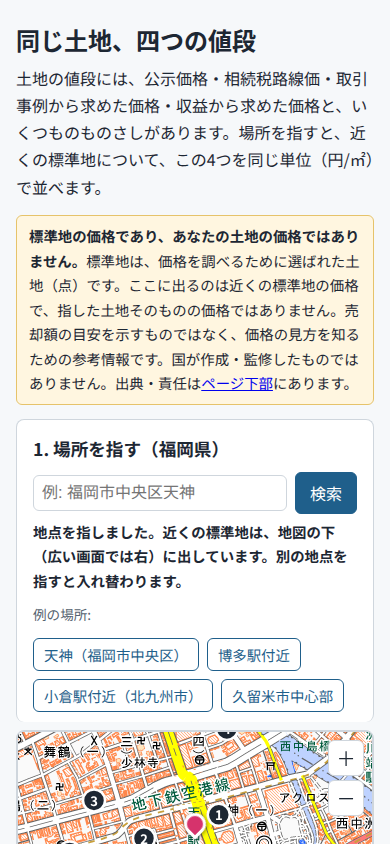 同じ土地、四つの値段
土地の値段には、公示価格・相続税路線価・取引
事例から求めた価格・収益から求めた価格と、い
くつものものさしがあります。場所を指すと、近
くの標準地について、この4つを同じ単位（円/㎡）
で並べます。
標準地の価格であり、あなたの土地の価格ではあり
ません。標準地は、価格を調べるために選ばれた土
地（点）です。ここに出るのは近くの標準地の価格
で、指した土地そのものの価格ではありません。売
却額の目安を示すものではなく、価格の見方を知る
ための参考情報です。国が作成・監修したものでは
ありません。出典・責任はページ下部にあります。
1. 場所を指す（福岡県）
例: 福岡市中央区天神
検索
地点を指しました。近くの標準地は、地図の下
（広い画面では右）に出しています。別の地点を
指すと入れ替わります。
例の場所:
天神（福岡市中央区）
博多駅付近
小倉駅付近（北九州市）
久留米市中心部
舞鶴
(一)
(三)
少林寺
(四)
西中島橋
+
(二)
3
地下鉄空港線
アクロス
−
2
1
神
(一)
西中洲